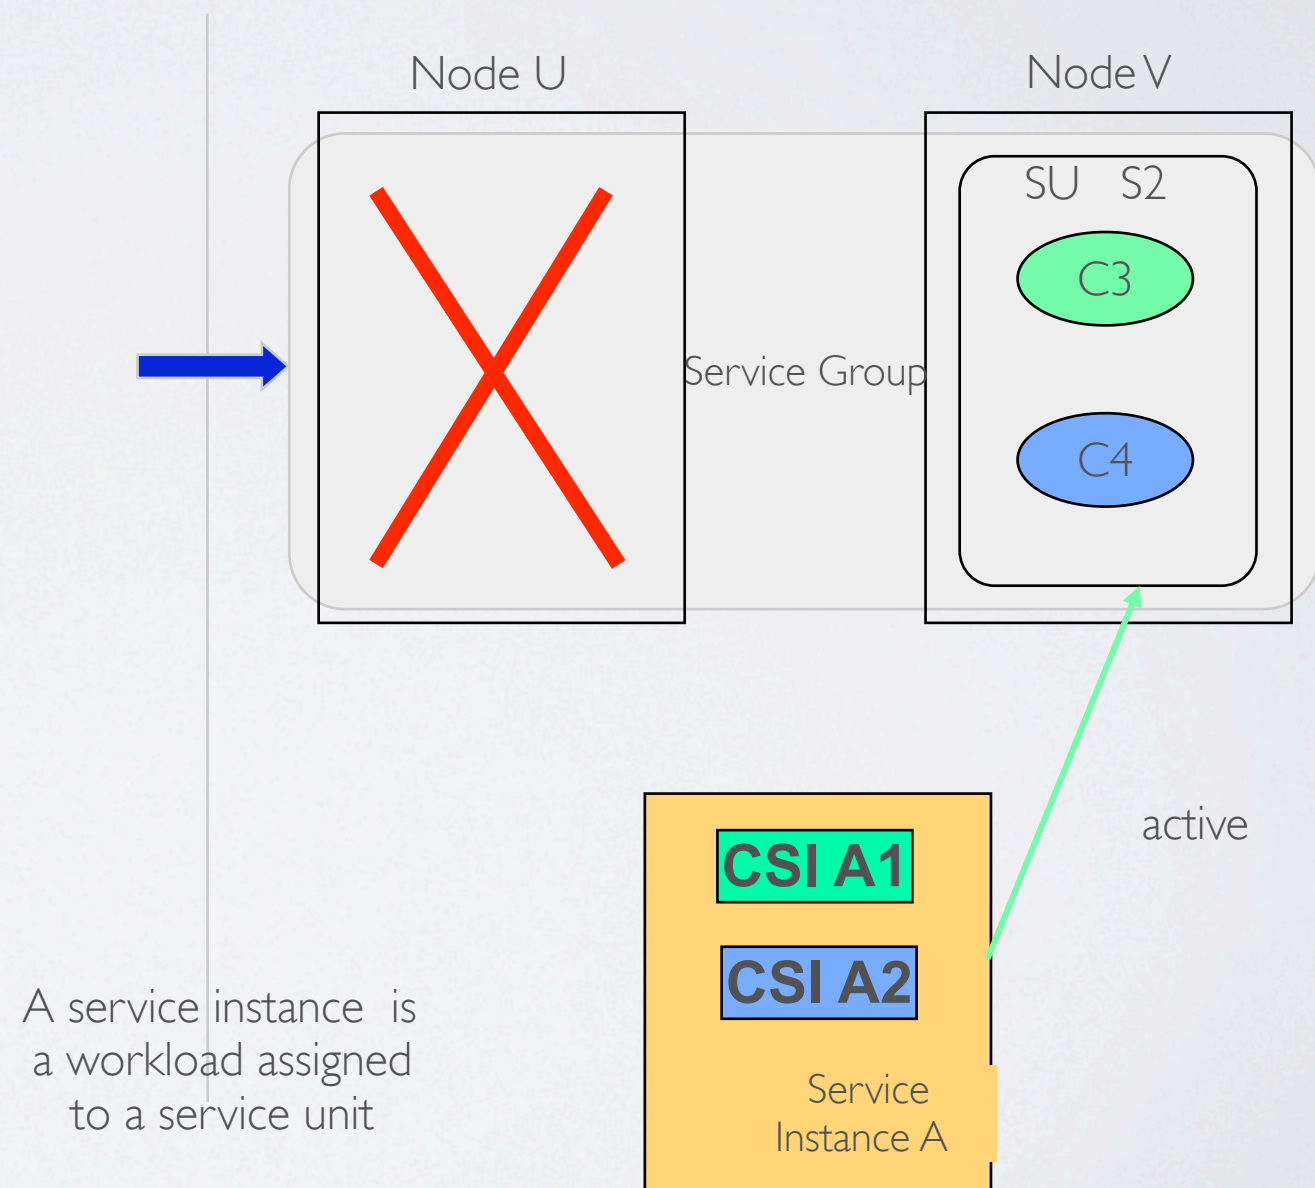 Node U
Node V
SU S2
C3
Service Group
C4
active
CSI A1
CSI A2
A service instance is
a workload assigned
to a service unit
Service
Instance A